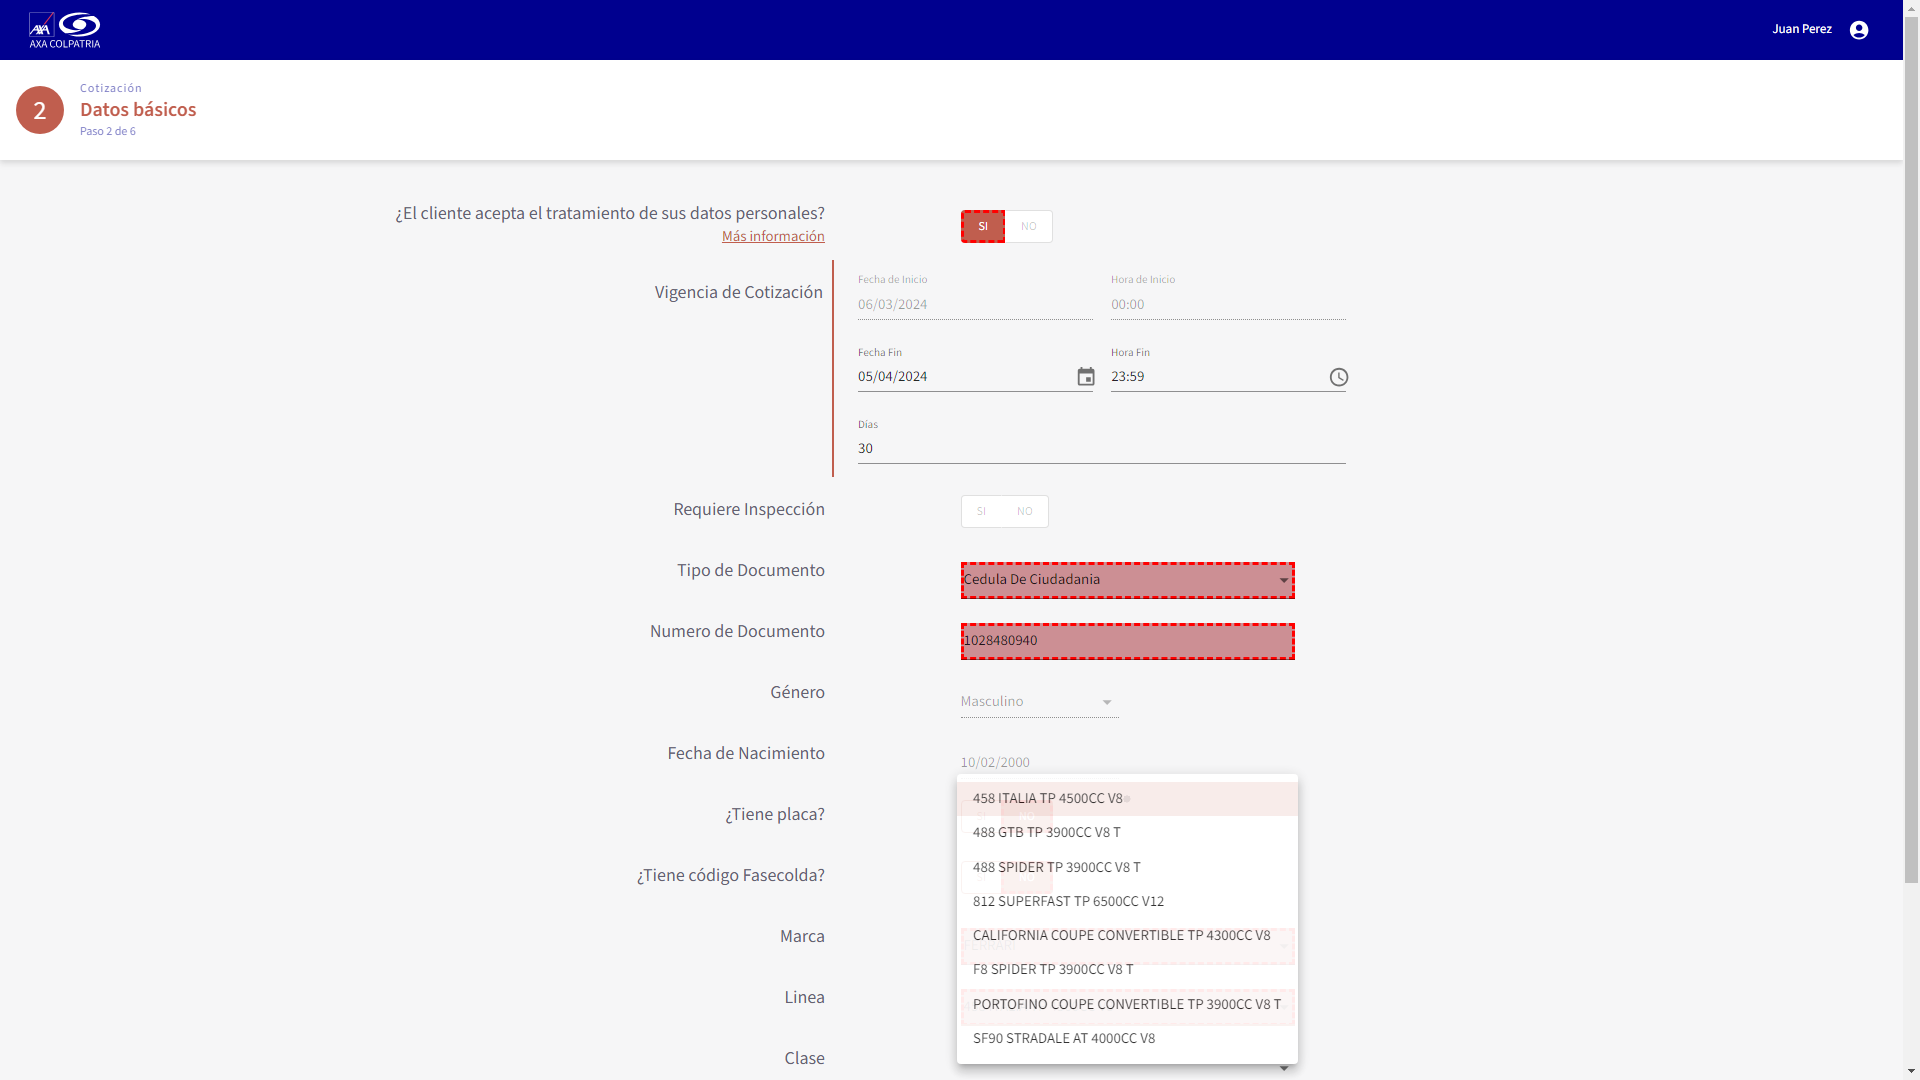 AXA
AXA COLPATRIA
Juan Perez
2
Cotización
Datos básicos
Paso 2 de 6
¿El cliente acepta el tratamiento de sus datos personales?
Más información
SI NO
Vigencia de Cotización
Fecha de Inicio
06/03/2024
Hora de Inicio
00:00
Fecha Fin
05/04/2024
Hora Fin
23:59
Días
30
Requiere Inspección
SI NO
Tipo de Documento
Cedula De Ciudadania
Numero de Documento
1028480940
Género
Masculino
Fecha de Nacimiento
10/02/2000
¿Tiene placa?
¿Tiene código Fasecolda?
Marca
Linea
Clase
458 ITALIA TP 4500CC V8
488 GTB TP 3900CC V8 T
488 SPIDER TP 3900CC V8 T
812 SUPERFAST TP 6500CC V12
CALIFORNIA COUPE CONVERTIBLE TP 4300CC V8
F8 SPIDER TP 3900CC V8 T
PORTOFINO COUPE CONVERTIBLE TP 3900CC V8 T
SF90 STRADALE AT 4000CC V8